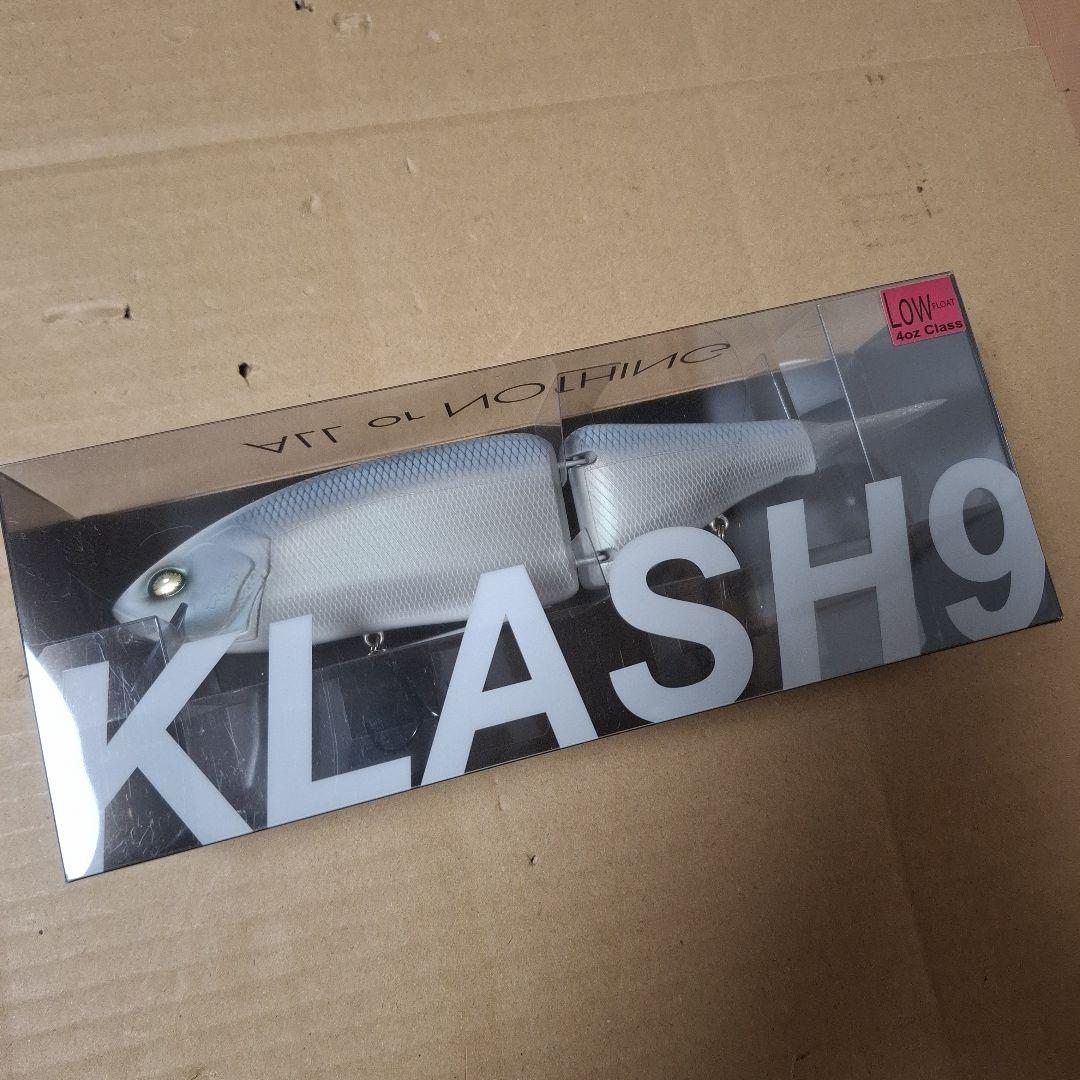 LOW FLOAT
4oz Class
ALL or NOTHING
KLASH9